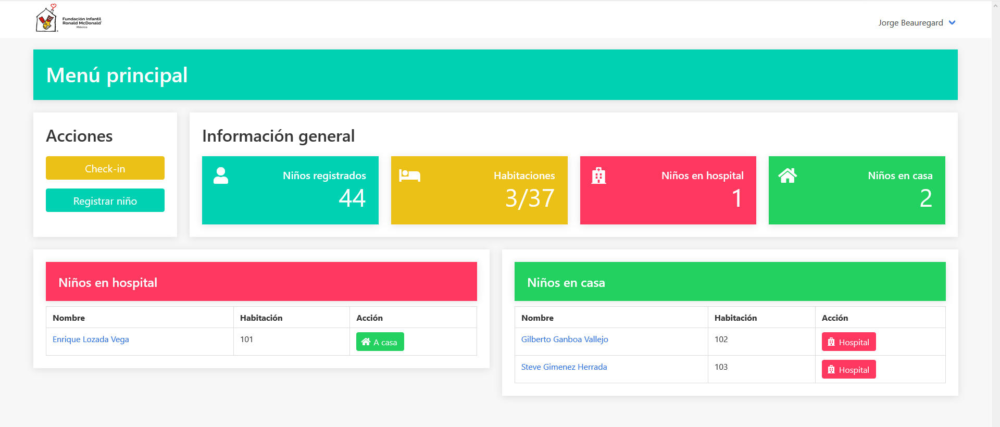 Fundación Infantil
Ronald McDonald
México
Jorge Beauregard
Menú principal
Acciones
Check-in
Registrar niño
Información general
Niños registrados
44
Habitaciones
3/37
Niños en hospital
1
Niños en casa
2
Niños en hospital
Nombre Habitación Acción
Enrique Lozada Vega 101 A casa
Niños en casa
Nombre Habitación Acción
Gilberto Ganboa Vallejo 102 Hospital
Steve Gimenez Herrada 103 Hospital